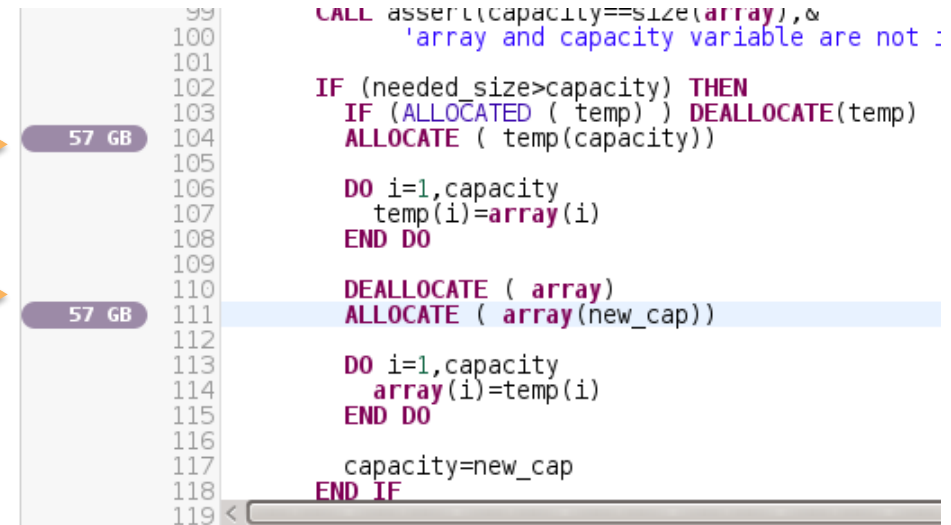 99 CALL assert(capacity==size(array),&
100 'array and capacity variable are not
101
102 IF (needed_size>capacity) THEN
103 IF (ALLOCATED ( temp) ) DEALLOCATE(temp)
57 GB 104 ALLOCATE ( temp(capacity))
105
106 DO i=1,capacity
107 temp(i)=array(i)
108 END DO
109
110 DEALLOCATE ( array)
57 GB 111 ALLOCATE ( array(new_cap))
112
113 DO i=1,capacity
114 array(i)=temp(i)
115 END DO
116
117 capacity=new_cap
118 END IF
119